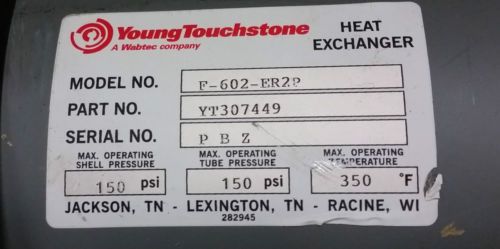 YoungTouchstone
A Wabtec company
HEAT
EXCHANGER
MODEL NO. F-602-ER2P
PART NO. YT307449
SERIAL NO. P B Z
MAX. OPERATING SHELL PRESSURE 150 psi
MAX. OPERATING TUBE PRESSURE 150 psi
MAX. OPERATING TEMPERATURE 350 °F
JACKSON, TN - LEXINGTON, TN - RACINE, WI
282945